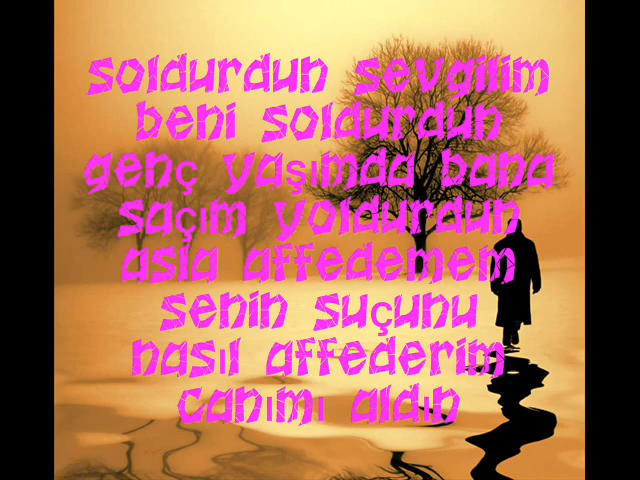 soldurdun sevgilim
beni soldurdun
genç yaşımda bana
saçım yoldurdun
asla affedemem
senin suçunu
nasıl affederim
canımı aldın